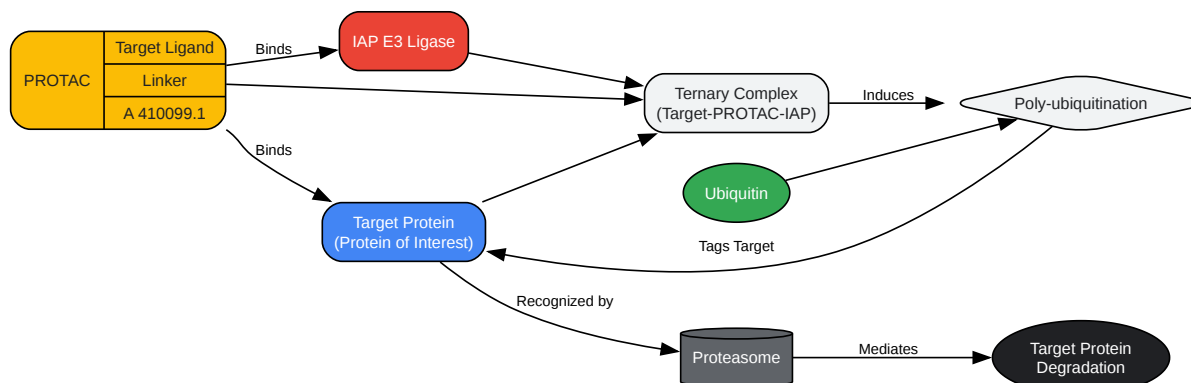 PROTAC
Target Ligand
Linker
A 410099.1
Binds
IAP E3 Ligase
Binds
Target Protein
(Protein of Interest)
Ternary Complex
(Target-PROTAC-IAP)
Induces
Poly-ubiquitination
Ubiquitin
Tags Target
Recognized by
Proteasome
Mediates
Target Protein
Degradation